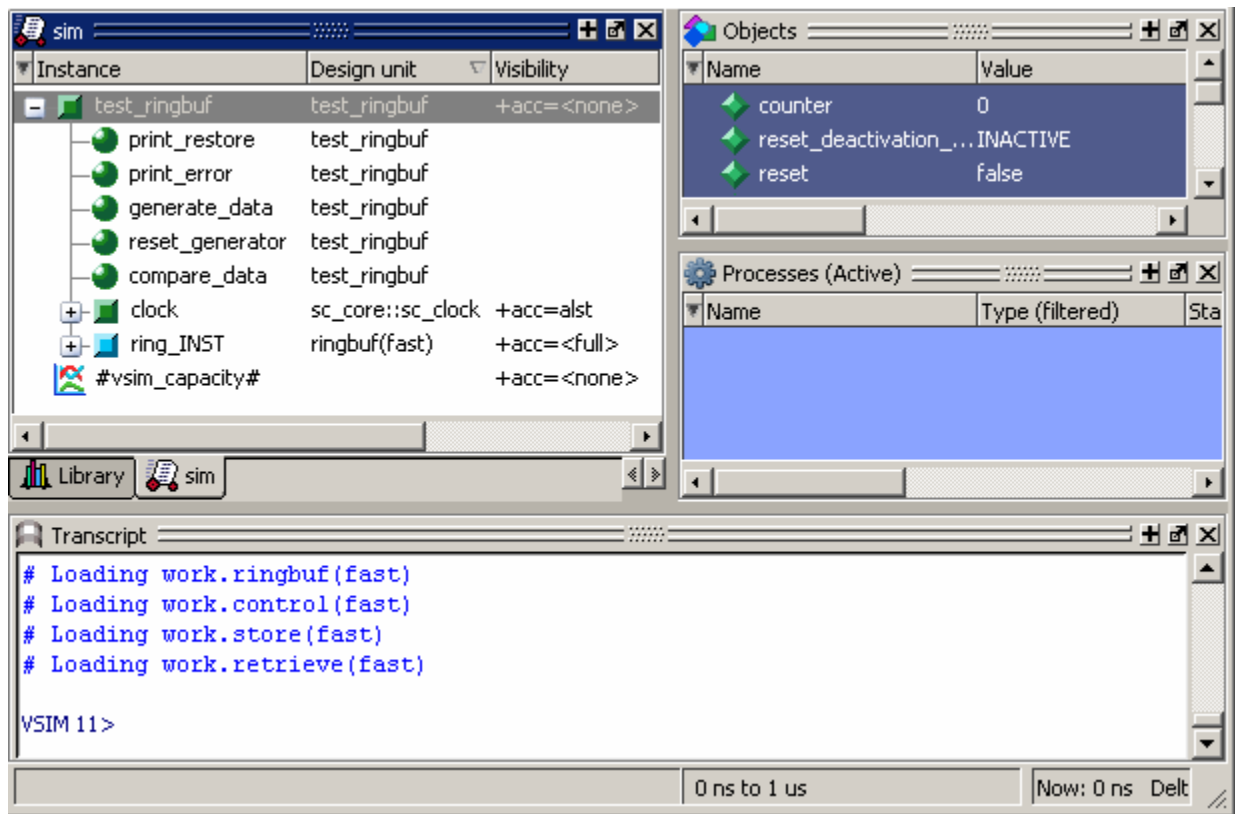 sim
Instance Design unit Visibility
test_ringbuf test_ringbuf +acc=<none>
print_restore test_ringbuf
print_error test_ringbuf
generate_data test_ringbuf
reset_generator test_ringbuf
compare_data test_ringbuf
clock sc_core::sc_clock +acc=alst
ring_INST ringbuf(fast) +acc=<full>
#vsim_capacity# +acc=<none>
Library sim
Objects
Name Value
counter 0
reset_deactivation_... INACTIVE
reset false
Processes (Active)
Name Type (filtered) Sta
Transcript
# Loading work.ringbuf(fast)
# Loading work.control(fast)
# Loading work.store(fast)
# Loading work.retrieve(fast)
VSIM 11>
0 ns to 1 us Now: 0 ns Delt